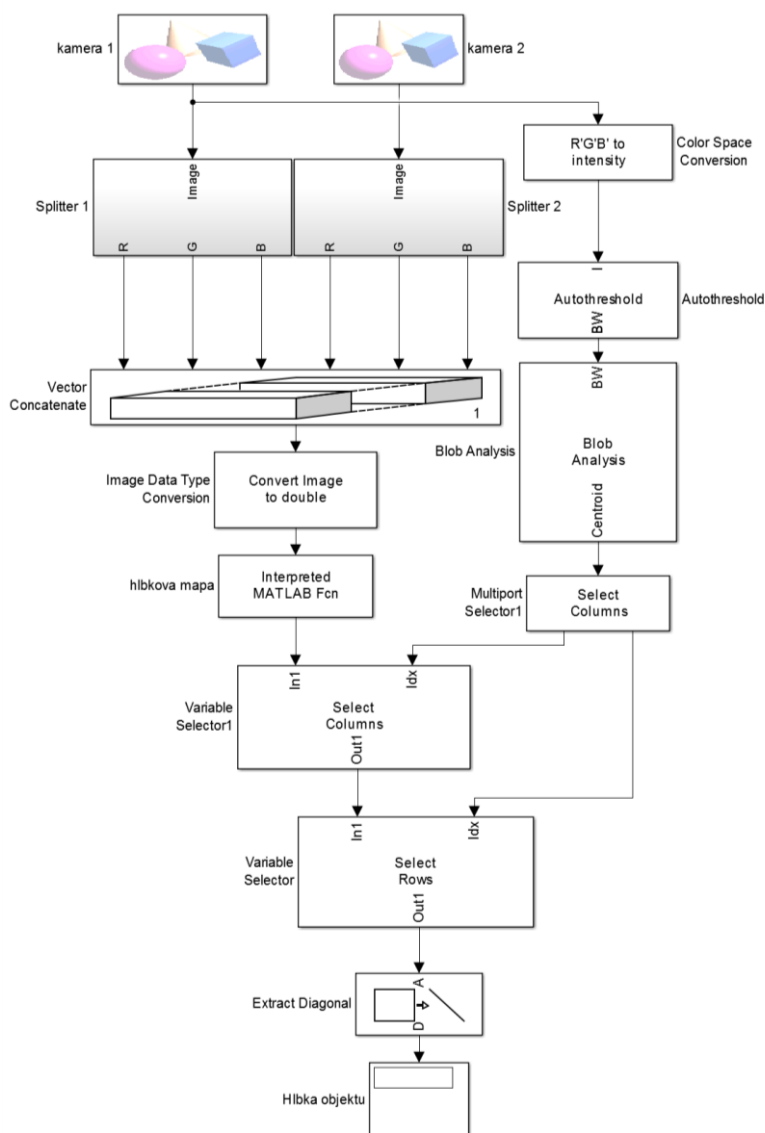 kamera 1
kamera 2
R'G'B' to
intensity
Color Space
Conversion
Image
Image
Splitter 1
Splitter 2
R
G
B
R
G
B
I
Autothreshold
BW
Autothreshold
Vector
Concatenate
1
BW
Blob
Analysis
Centroid
Blob Analysis
Image Data Type
Conversion
Convert Image
to double
hlbkova mapa
Interpreted
MATLAB Fcn
Multiport
Selector1
Select
Columns
In1
Idx
Variable
Selector1
Select
Columns
Out1
In1
Idx
Variable
Selector
Select
Rows
Out1
Extract Diagonal
A
D
Hlbka objektu